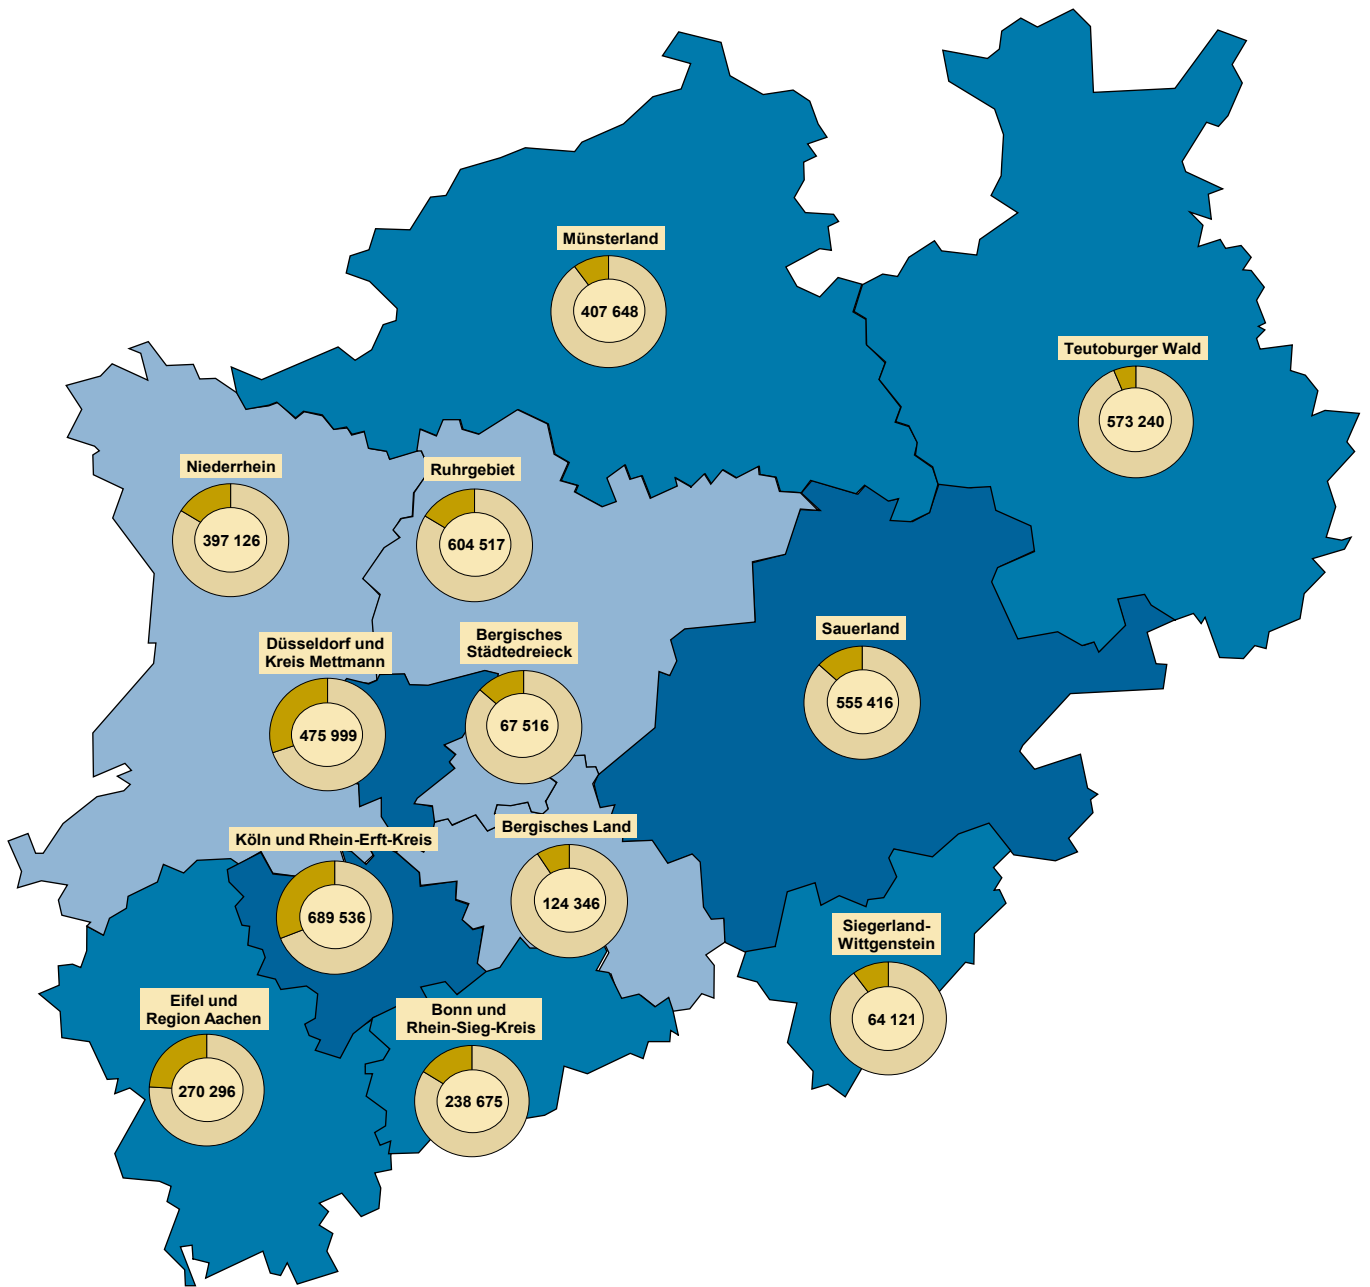 Münsterland
407 648
Teutoburger Wald
573 240
Niederrhein
397 126
Ruhrgebiet
604 517
Düsseldorf und
Kreis Mettmann
475 999
Bergisches
Städtedreieck
67 516
Sauerland
555 416
Köln und Rhein-Erft-Kreis
689 536
Bergisches Land
124 346
Siegerland-
Wittgenstein
64 121
Eifel und
Region Aachen
270 296
Bonn und
Rhein-Sieg-Kreis
238 675